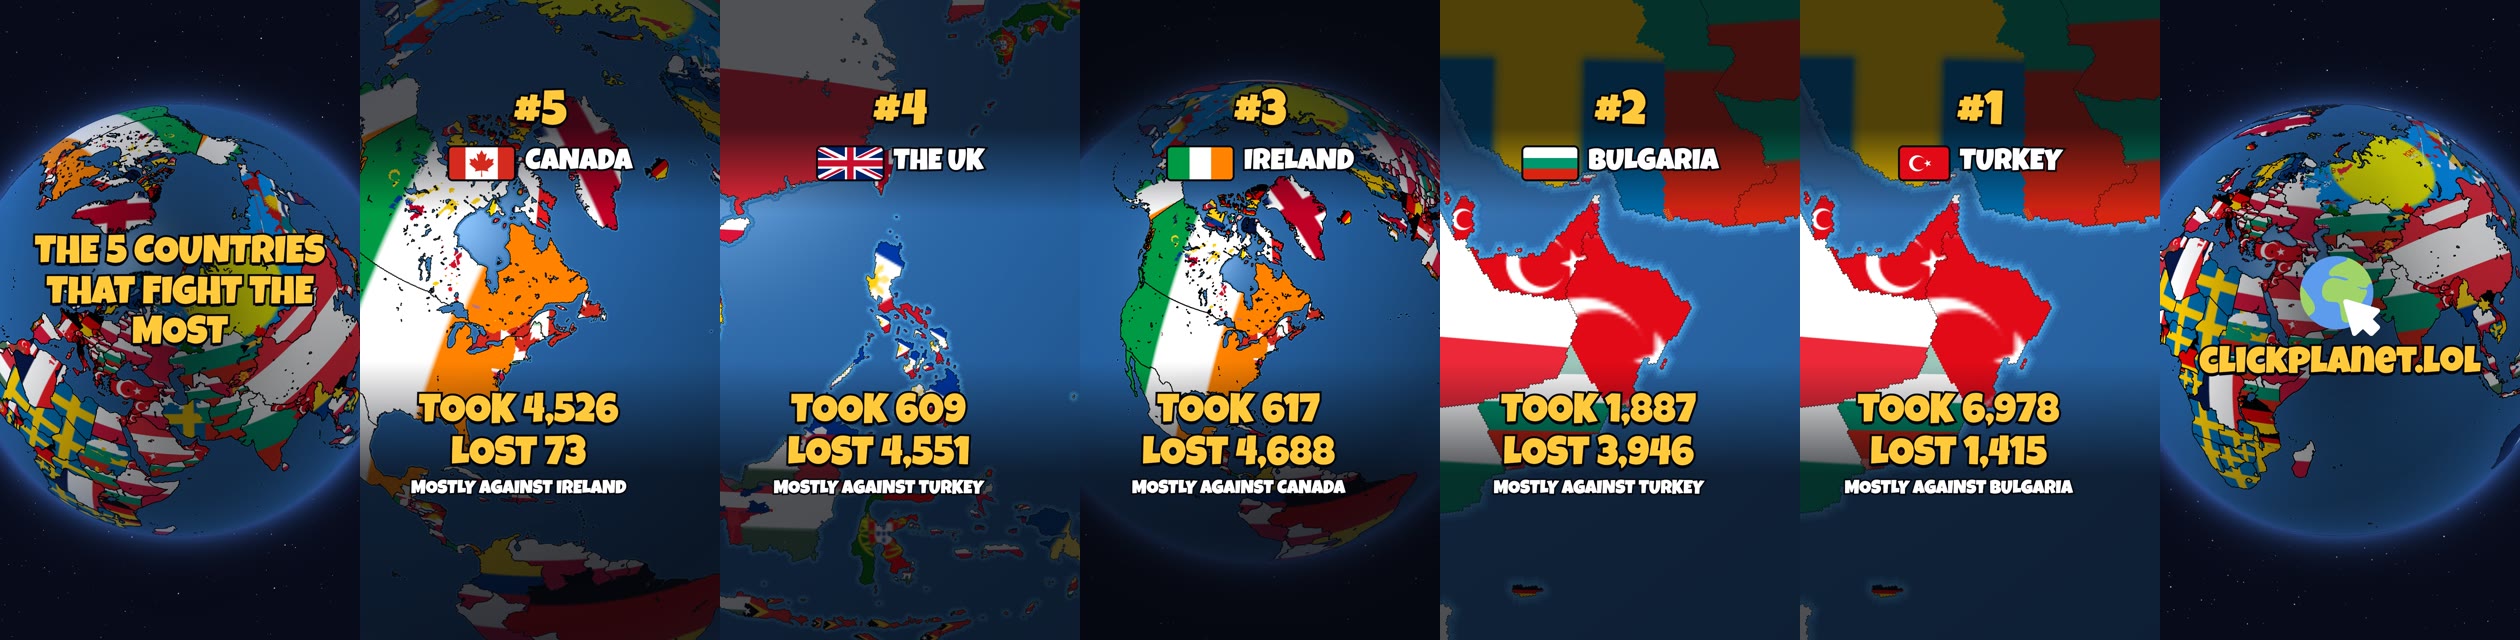 THE 5 COUNTRIES
THAT FIGHT THE
MOST
#5
CANADA
TOOK 4,526
LOST 73
MOSTLY AGAINST IRELAND
#4
THE UK
TOOK 609
LOST 4,551
MOSTLY AGAINST TURKEY
#3
IRELAND
TOOK 617
LOST 4,688
MOSTLY AGAINST CANADA
#2
BULGARIA
TOOK 1,887
LOST 3,946
MOSTLY AGAINST TURKEY
#1
TURKEY
TOOK 6,978
LOST 1,415
MOSTLY AGAINST BULGARIA
CLICKPLANET.LOL